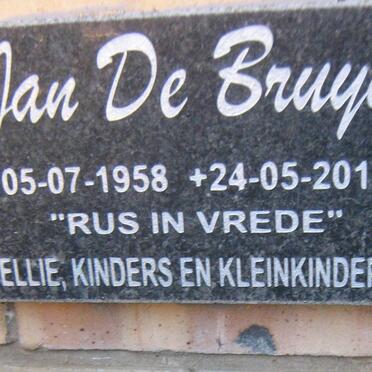 Jan De Bruy
05-07-1958 +24-05-201
"RUS IN VREDE"
ELLIE, KINDERS EN KLEINKINDER